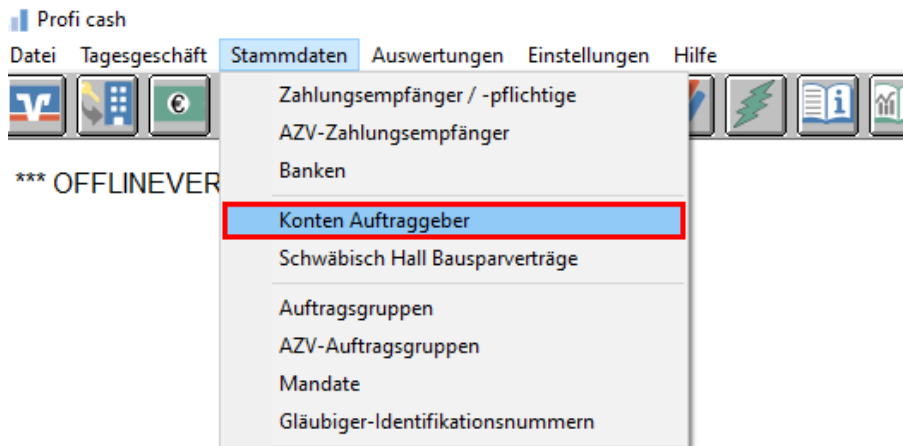 Profi cash
Datei Tagesgeschäft Stammdaten Auswertungen Einstellungen Hilfe
Zahlungsempfänger / -pflichtige
AZV-Zahlungsempfänger
Banken
*** OFFLINEVER
Konten Auftraggeber
Schwäbisch Hall Bausparverträge
Auftragsgruppen
AZV-Auftragsgruppen
Mandate
Gläubiger-Identifikationsnummern